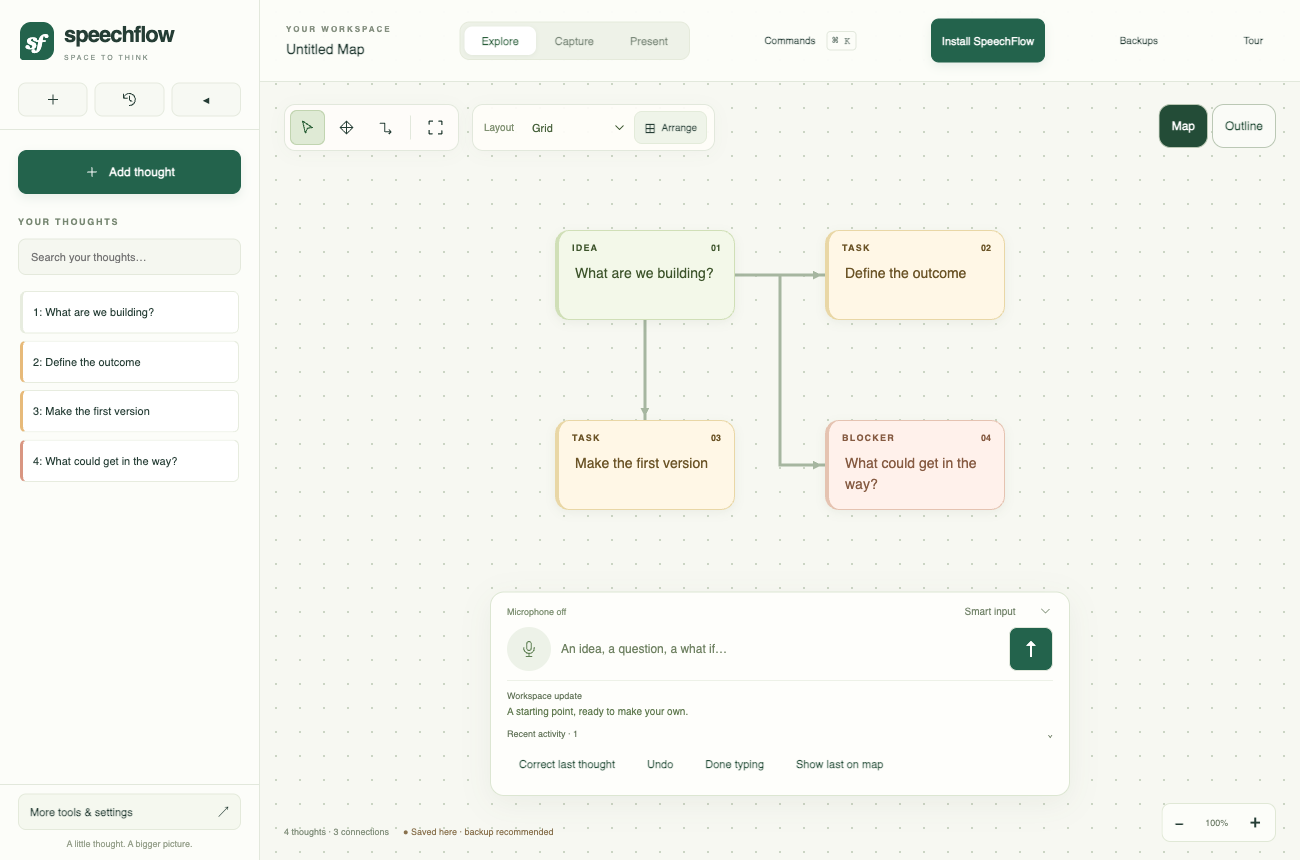 sf speechflow
SPACE TO THINK
YOUR WORKSPACE
Untitled Map
Explore
Capture
Present
Commands ⌘ K
Install SpeechFlow
Backups
Tour
Add thought
YOUR THOUGHTS
Search your thoughts…
1: What are we building?
2: Define the outcome
3: Make the first version
4: What could get in the way?
More tools & settings
A little thought. A bigger picture.
Layout
Grid
Arrange
Map
Outline
IDEA 01
What are we building?
TASK 02
Define the outcome
TASK 03
Make the first version
BLOCKER 04
What could get in the
way?
Microphone off
Smart input
An idea, a question, a what if…
Workspace update
A starting point, ready to make your own.
Recent activity · 1
Correct last thought
Undo
Done typing
Show last on map
4 thoughts · 3 connections
● Saved here · backup recommended
− 100% +